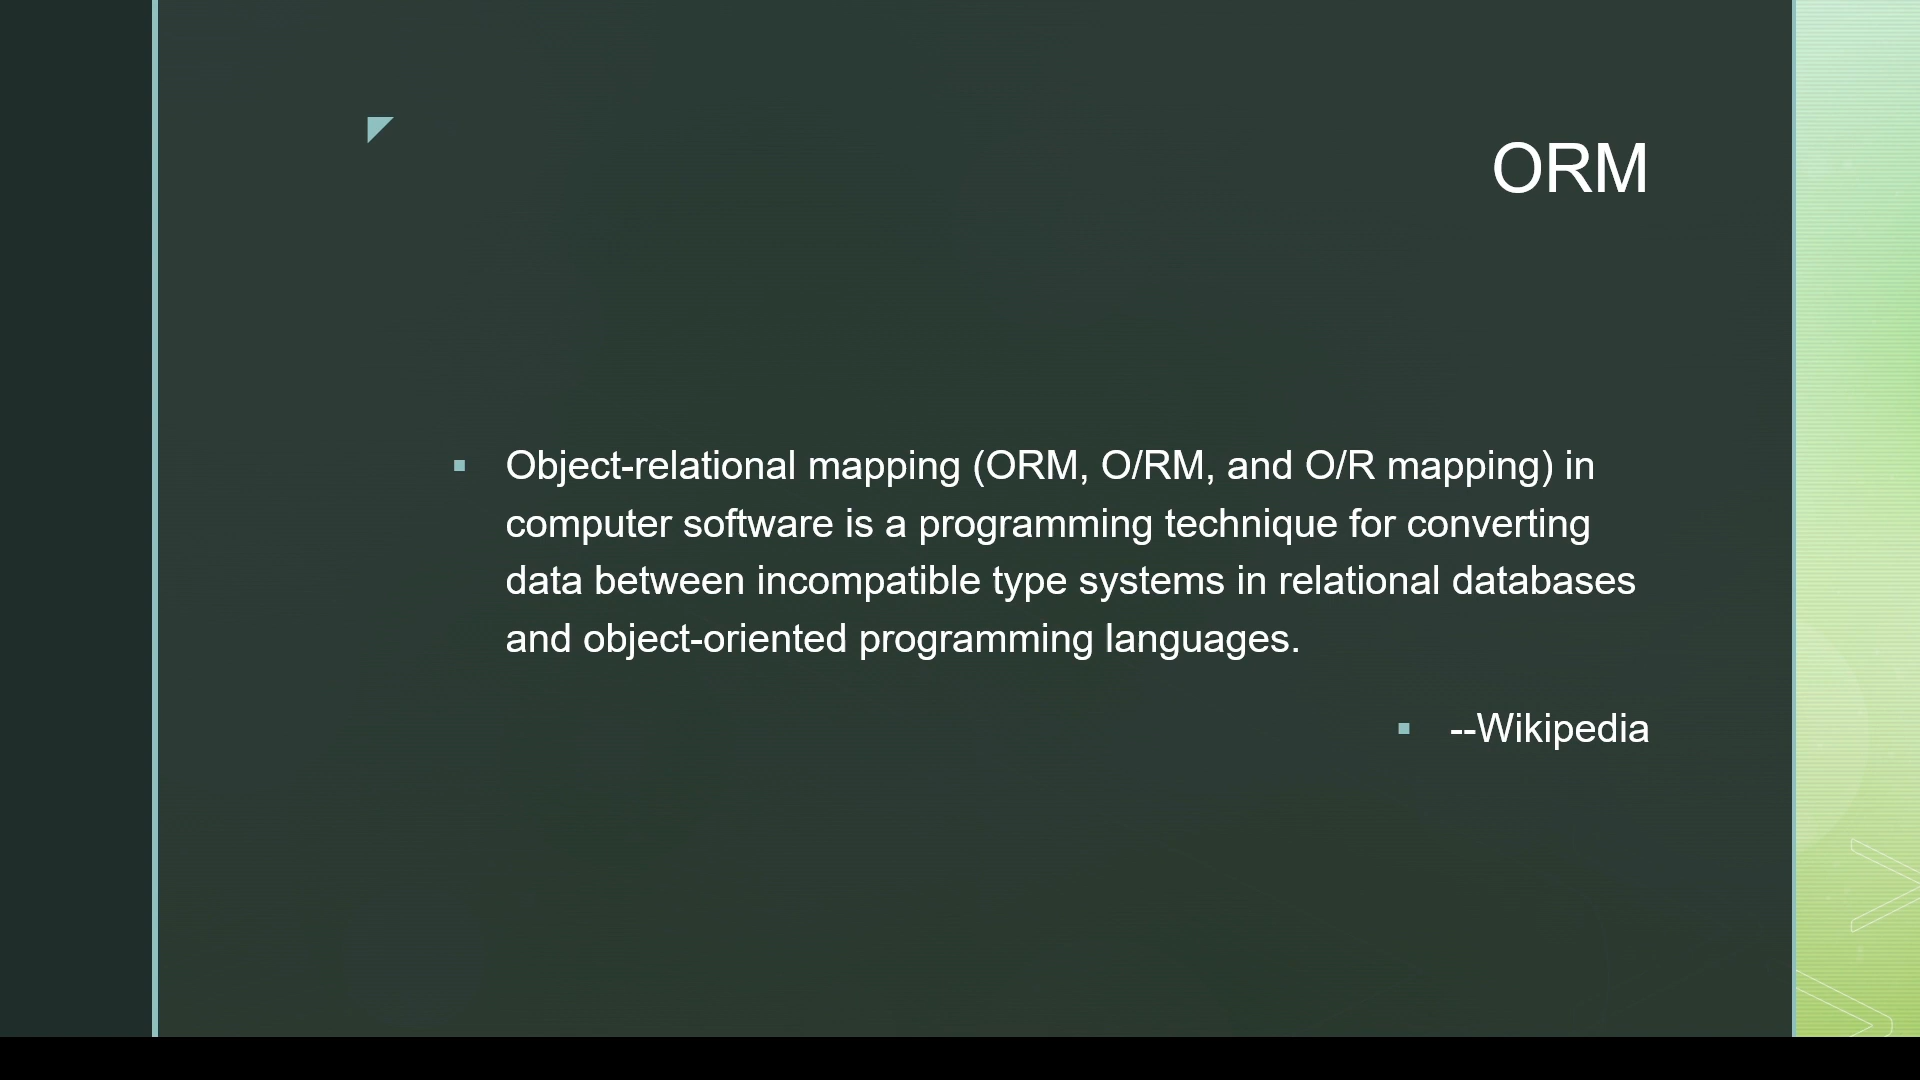 ORM
Object-relational mapping (ORM, O/RM, and O/R mapping) in
computer software is a programming technique for converting
data between incompatible type systems in relational databases
and object-oriented programming languages.
--Wikipedia